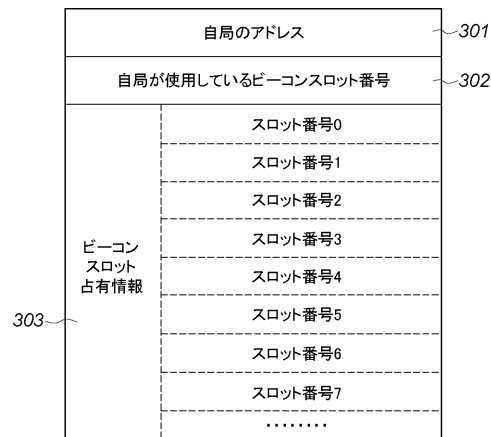 自局のアドレス
301
自局が使用しているビーコンスロット番号
302
スロット番号0
スロット番号1
スロット番号2
スロット番号3
ビーコン
スロット
占有情報
スロット番号4
スロット番号5
303
スロット番号6
スロット番号7
・・・・・・・・